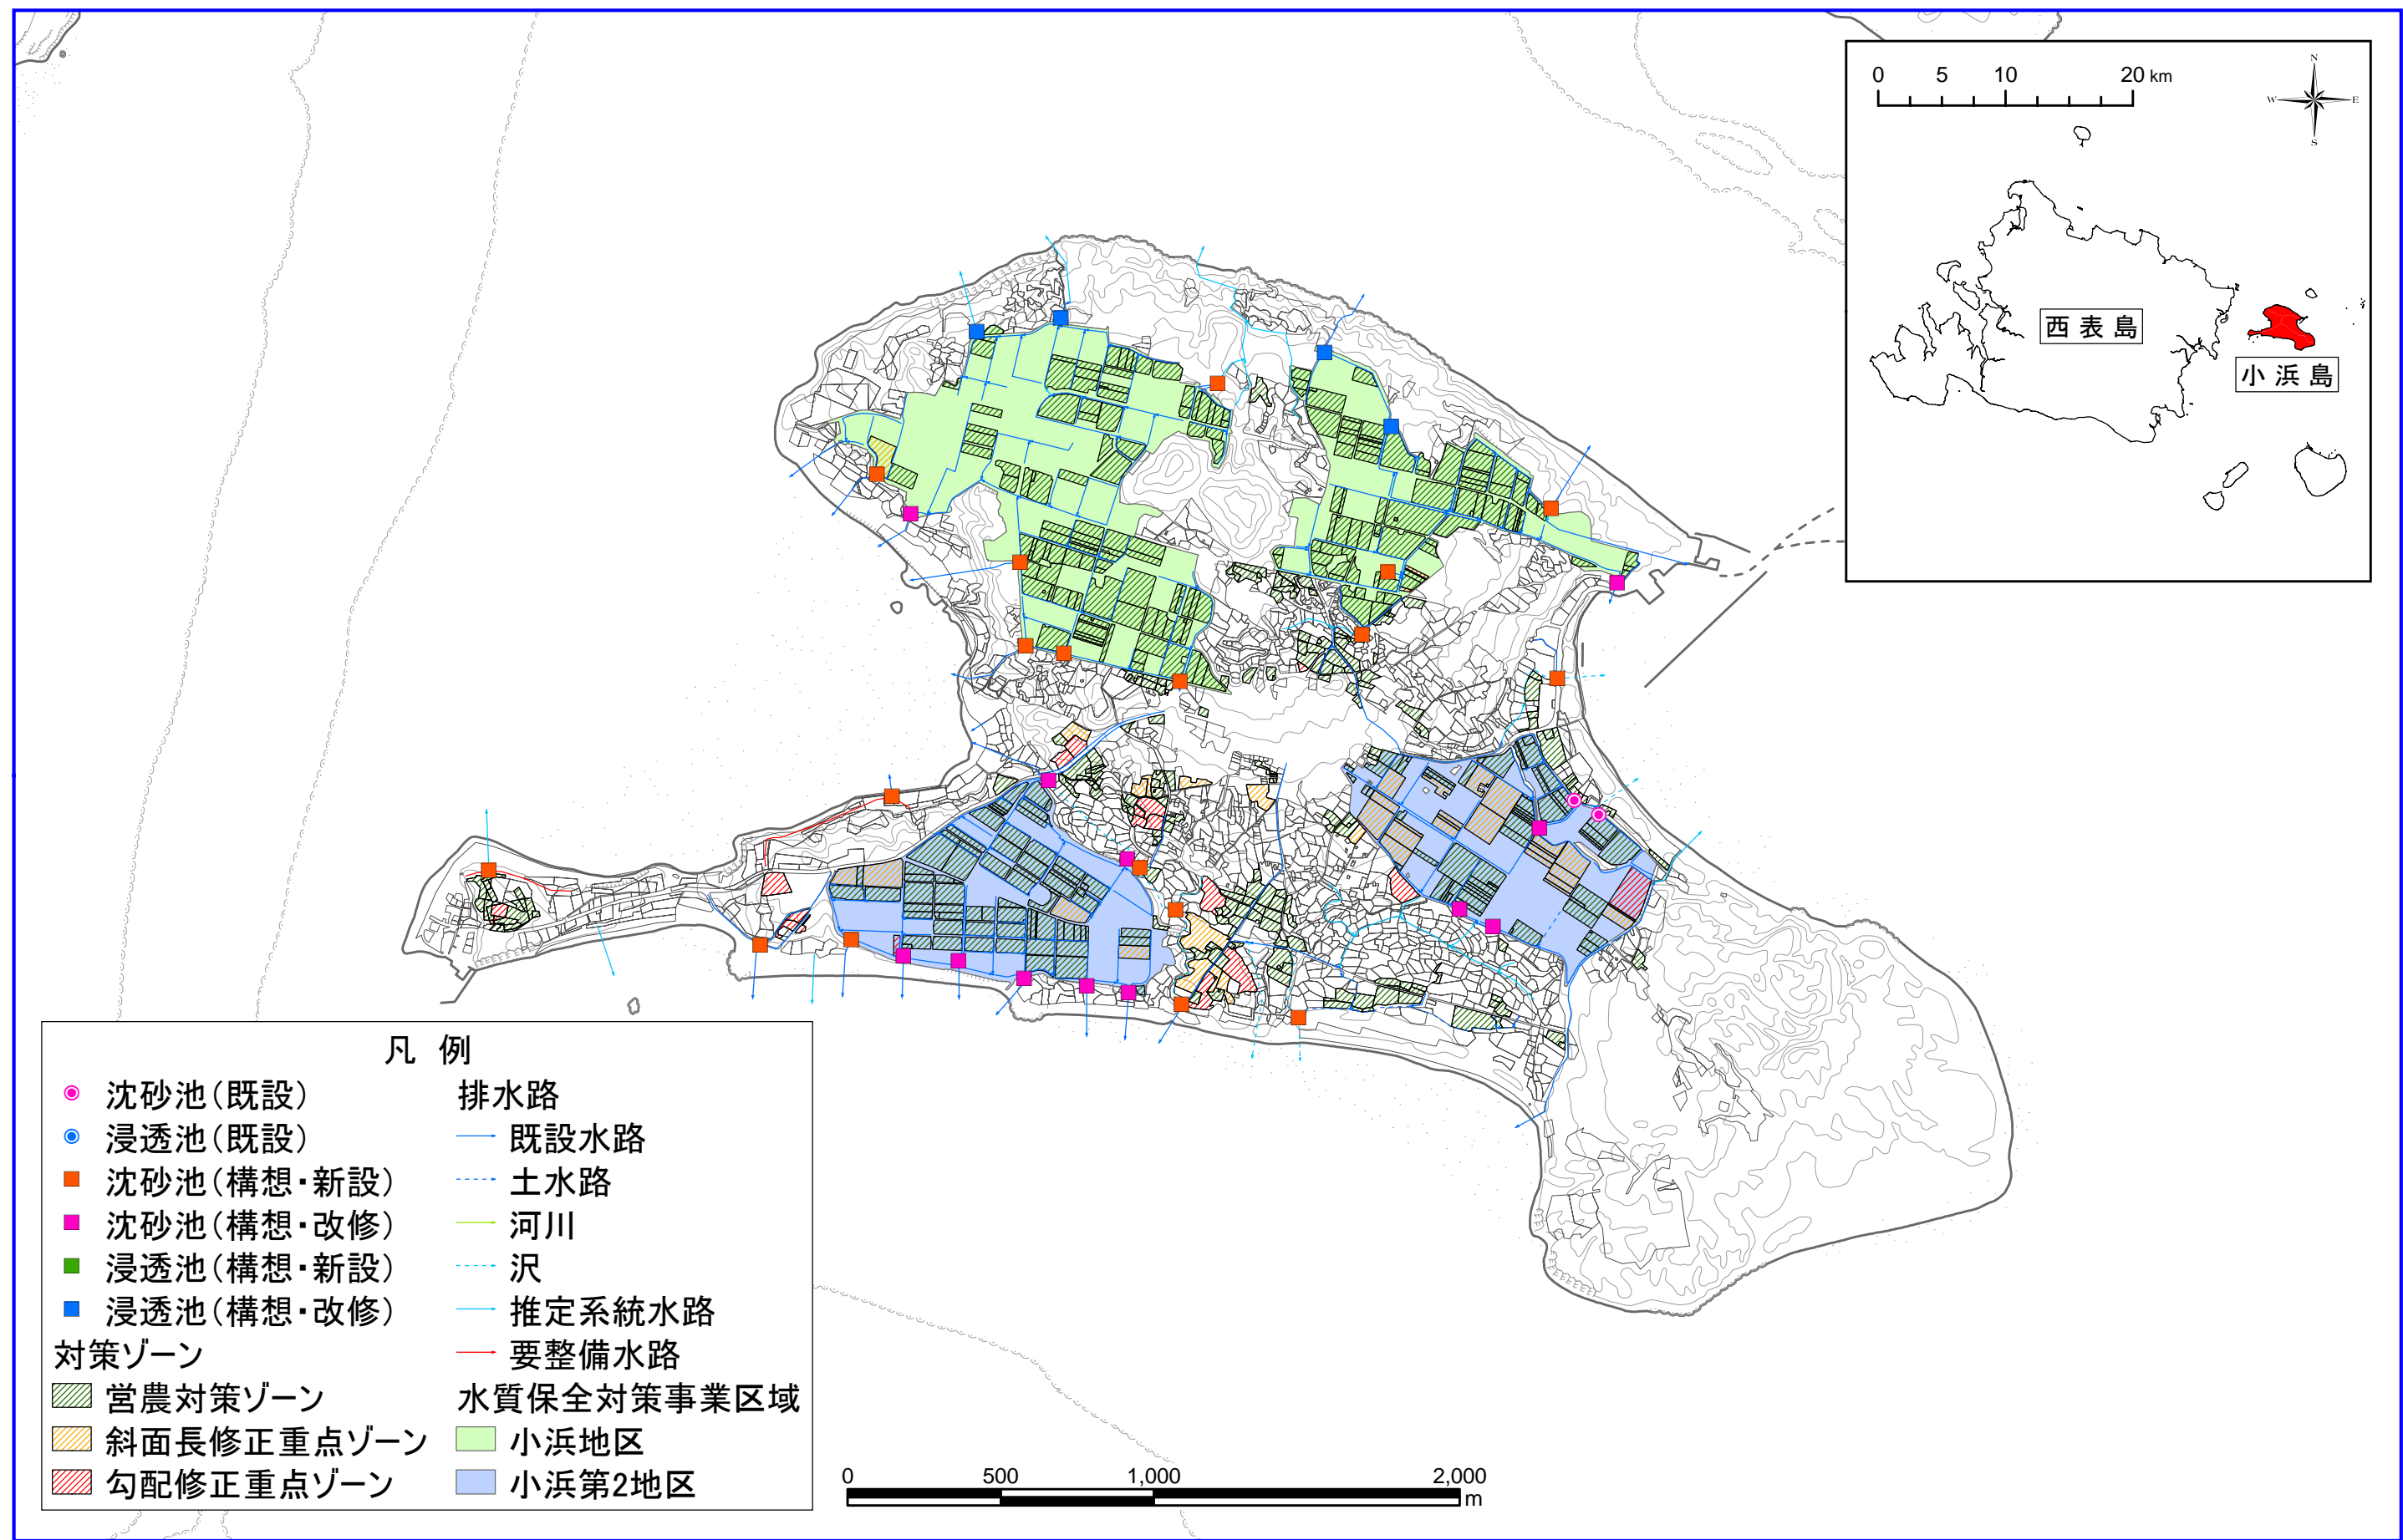 0 5 10 20 km
N
W E
S
西表島
小浜島
凡 例
沈砂池(既設)
浸透池(既設)
沈砂池(構想・新設)
沈砂池(構想・改修)
浸透池(構想・新設)
浸透池(構想・改修)
対策ゾーン
営農対策ゾーン
斜面長修正重点ゾーン
勾配修正重点ゾーン
排水路
既設水路
土水路
河川
沢
推定系統水路
要整備水路
水質保全対策事業区域
小浜地区
小浜第2地区
0 500 1,000 2,000
m